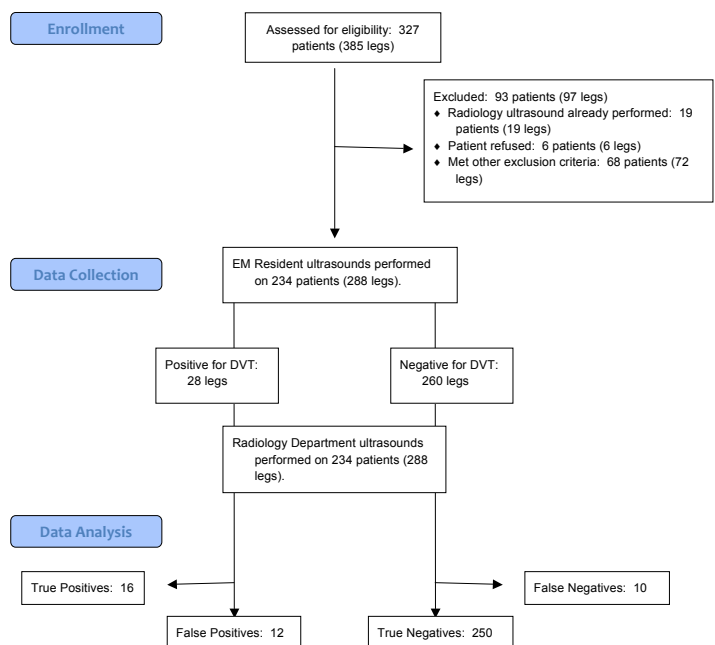 Enrollment
Assessed for eligibility: 327
patients (385 legs)
Excluded: 93 patients (97 legs)
♦ Radiology ultrasound already performed: 19
patients (19 legs)
♦ Patient refused: 6 patients (6 legs)
♦ Met other exclusion criteria: 68 patients (72
legs)
Data Collection
EM Resident ultrasounds performed
on 234 patients (288 legs).
Positive for DVT:
28 legs
Negative for DVT:
260 legs
Radiology Department ultrasounds
performed on 234 patients (288
legs).
Data Analysis
True Positives: 16
False Negatives: 10
False Positives: 12
True Negatives: 250